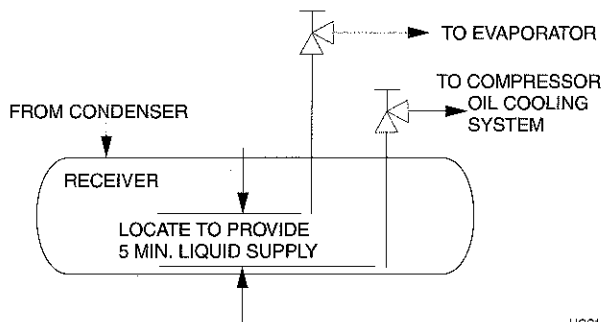 TO EVAPORATOR
TO COMPRESSOR
OIL COOLING
SYSTEM
FROM CONDENSER
RECEIVER
LOCATE TO PROVIDE
5 MIN. LIQUID SUPPLY